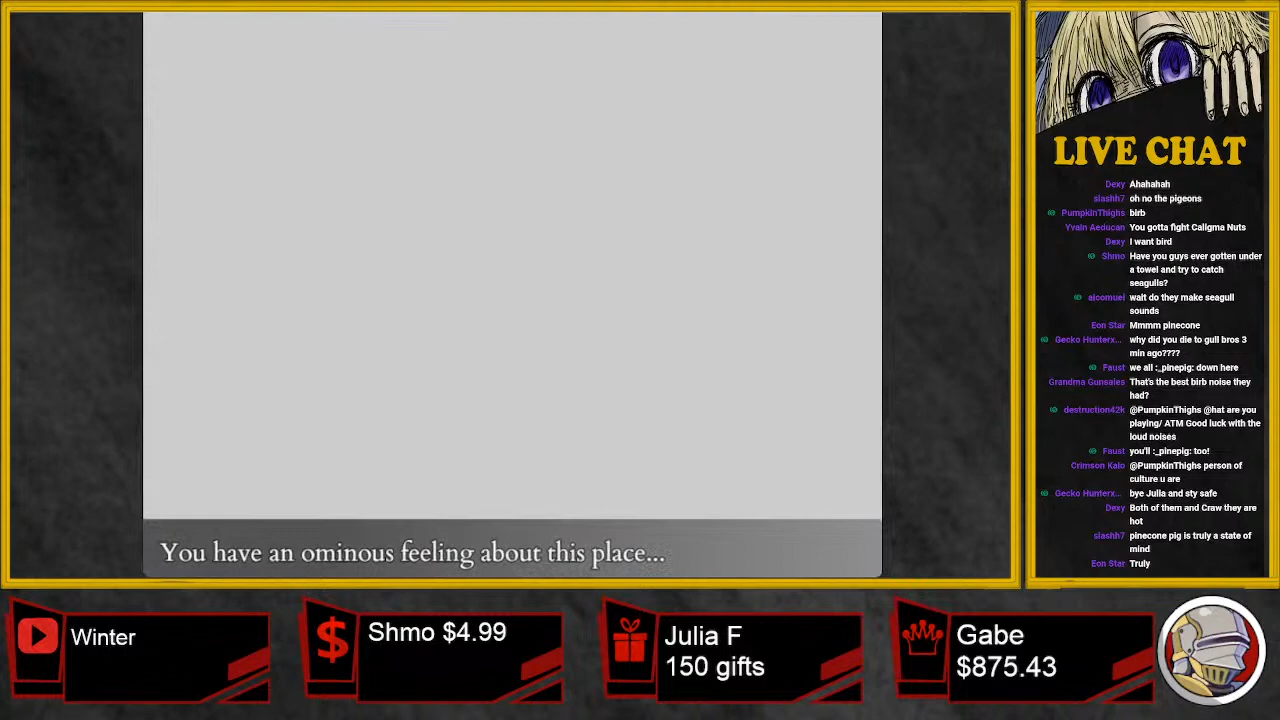 LIVE CHAT
Dexy Ahahahah
slashh7 oh no the pigeons
PumpkinThighs birb
Yvain Aeducan You gotta fight Caligma Nuts
Dexy I want bird
Shmo Have you guys ever gotten under
a towel and try to catch
seagulls?
alcomuel wait do they make seagull
sounds
Eon Star Mmmm pinecone
Gecko Hunterx... why did you die to gull bros 3
min ago????
Faust we all :_pinepig: down here
Grandma Gunsales That's the best birb noise they
had?
destruction42k @PumpkinThighs @hat are you
playing/ ATM Good luck with the
loud noises
Faust you'll :_pinepig: too!
Crimson Kalo @PumpkinThighs person of
culture u are
Gecko Hunterx... bye Julia and sty safe
Dexy Both of them and Craw they are
hot
slashh7 pinecone pig is truly a state of
mind
Eon Star Truly
You have an ominous feeling about this place...
Winter
Shmo $4.99
Julia F
150 gifts
Gabe
$875.43